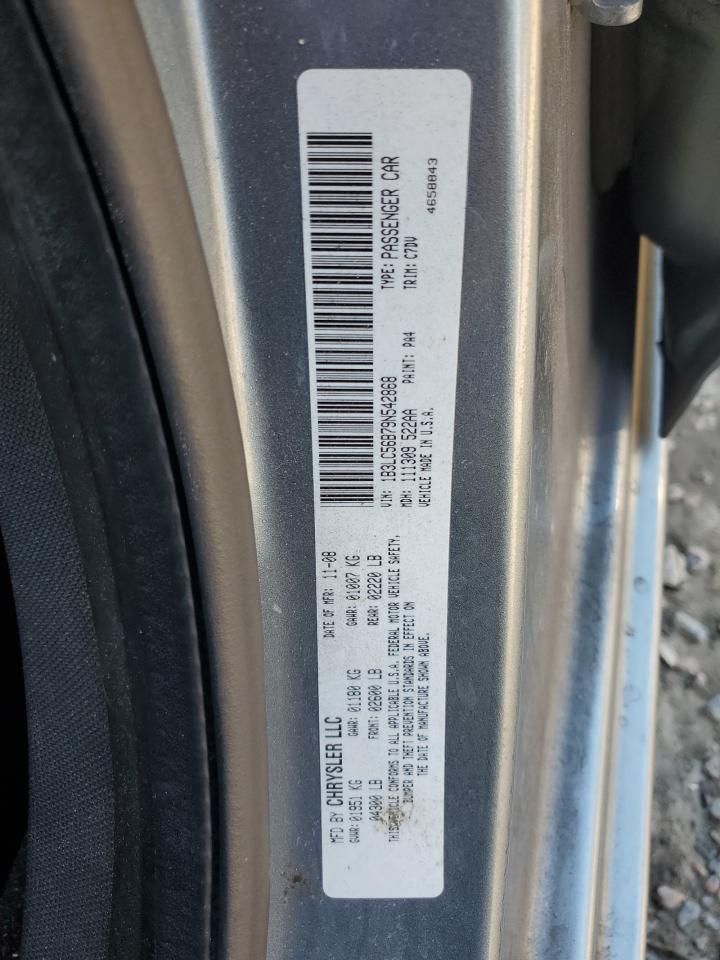 MFD BY CHRYSLER LLC
DATE OF MFR: 11-08
GVWR: 01951 KG
GAWR: 01180 KG
GAWR: 01007 KG
04300 LB
FRONT: 02600 LB
REAR: 02220 LB
THIS VEHICLE CONFORMS TO ALL APPLICABLE U.S.A. FEDERAL MOTOR VEHICLE SAFETY,
BUMPER AND THEFT PREVENTION STANDARDS IN EFFECT ON
THE DATE OF MANUFACTURE SHOWN ABOVE.
VIN: 1B3LC56B79N542868
TYPE: PASSENGER CAR
MDH: 111309 522AA
PAINT: PA4
TRIM: C7DV
VEHICLE MADE IN U.S.A.
4658843